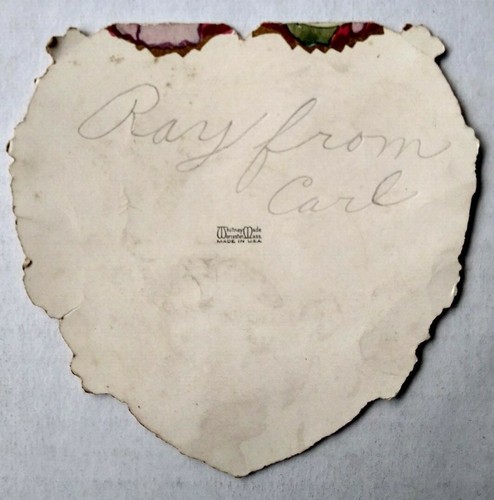 Ray from
Carl
Whitney Made
Worcester Mass.
MADE IN U.S.A.